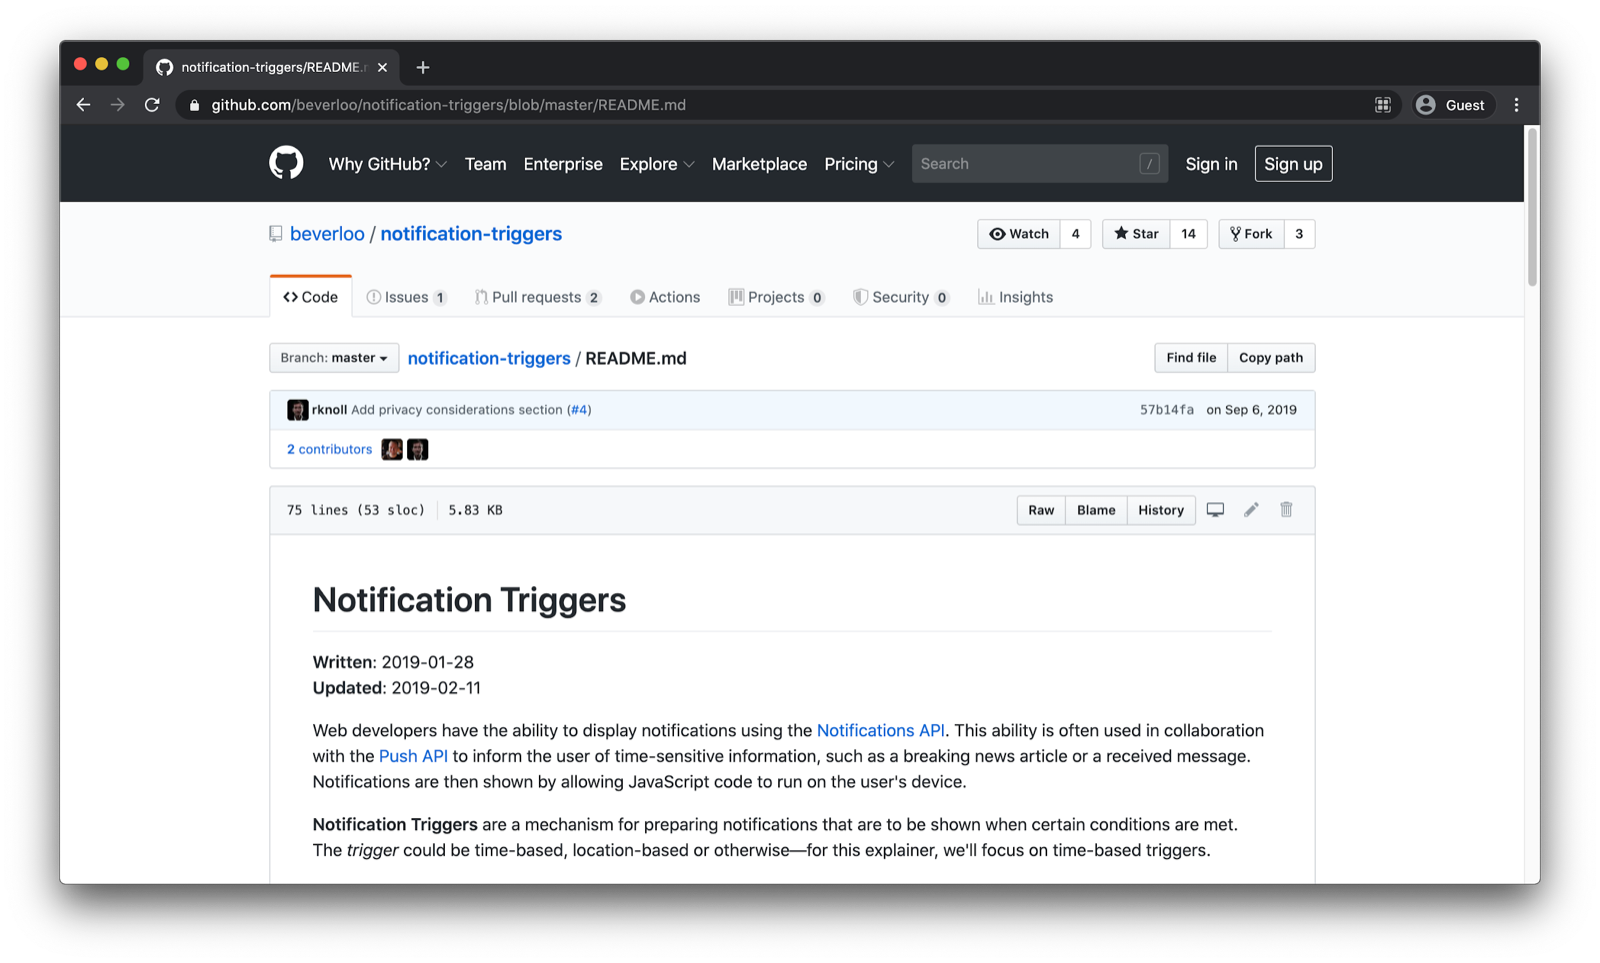 notification-triggers/README.
github.com/beverloo/notification-triggers/blob/master/README.md
Guest
Why GitHub? Team Enterprise Explore Marketplace Pricing Search / Sign in Sign up
beverloo / notification-triggers
Watch 4 Star 14 Fork 3
Code Issues 1 Pull requests 2 Actions Projects 0 Security 0 Insights
Branch: master notification-triggers / README.md Find file Copy path
rknoll Add privacy considerations section (#4) 57b14fa on Sep 6, 2019
2 contributors
75 lines (53 sloc) 5.83 KB Raw Blame History
Notification Triggers
Written: 2019-01-28
Updated: 2019-02-11
Web developers have the ability to display notifications using the Notifications API. This ability is often used in collaboration
with the Push API to inform the user of time-sensitive information, such as a breaking news article or a received message.
Notifications are then shown by allowing JavaScript code to run on the user's device.
Notification Triggers are a mechanism for preparing notifications that are to be shown when certain conditions are met.
The trigger could be time-based, location-based or otherwise—for this explainer, we'll focus on time-based triggers.